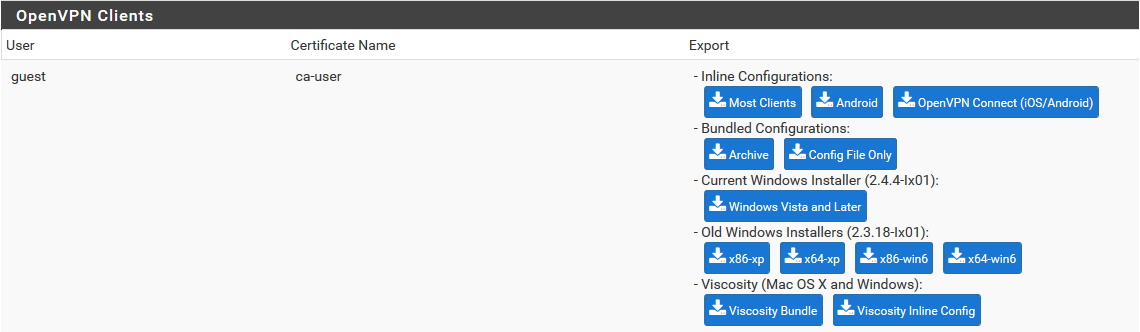 OpenVPN Clients
User Certificate Name Export
guest ca-user - Inline Configurations:
Most Clients Android OpenVPN Connect (iOS/Android)
- Bundled Configurations:
Archive Config File Only
- Current Windows Installer (2.4.4-Ix01):
Windows Vista and Later
- Old Windows Installers (2.3.18-Ix01):
x86-xp x64-xp x86-win6 x64-win6
- Viscosity (Mac OS X and Windows):
Viscosity Bundle Viscosity Inline Config